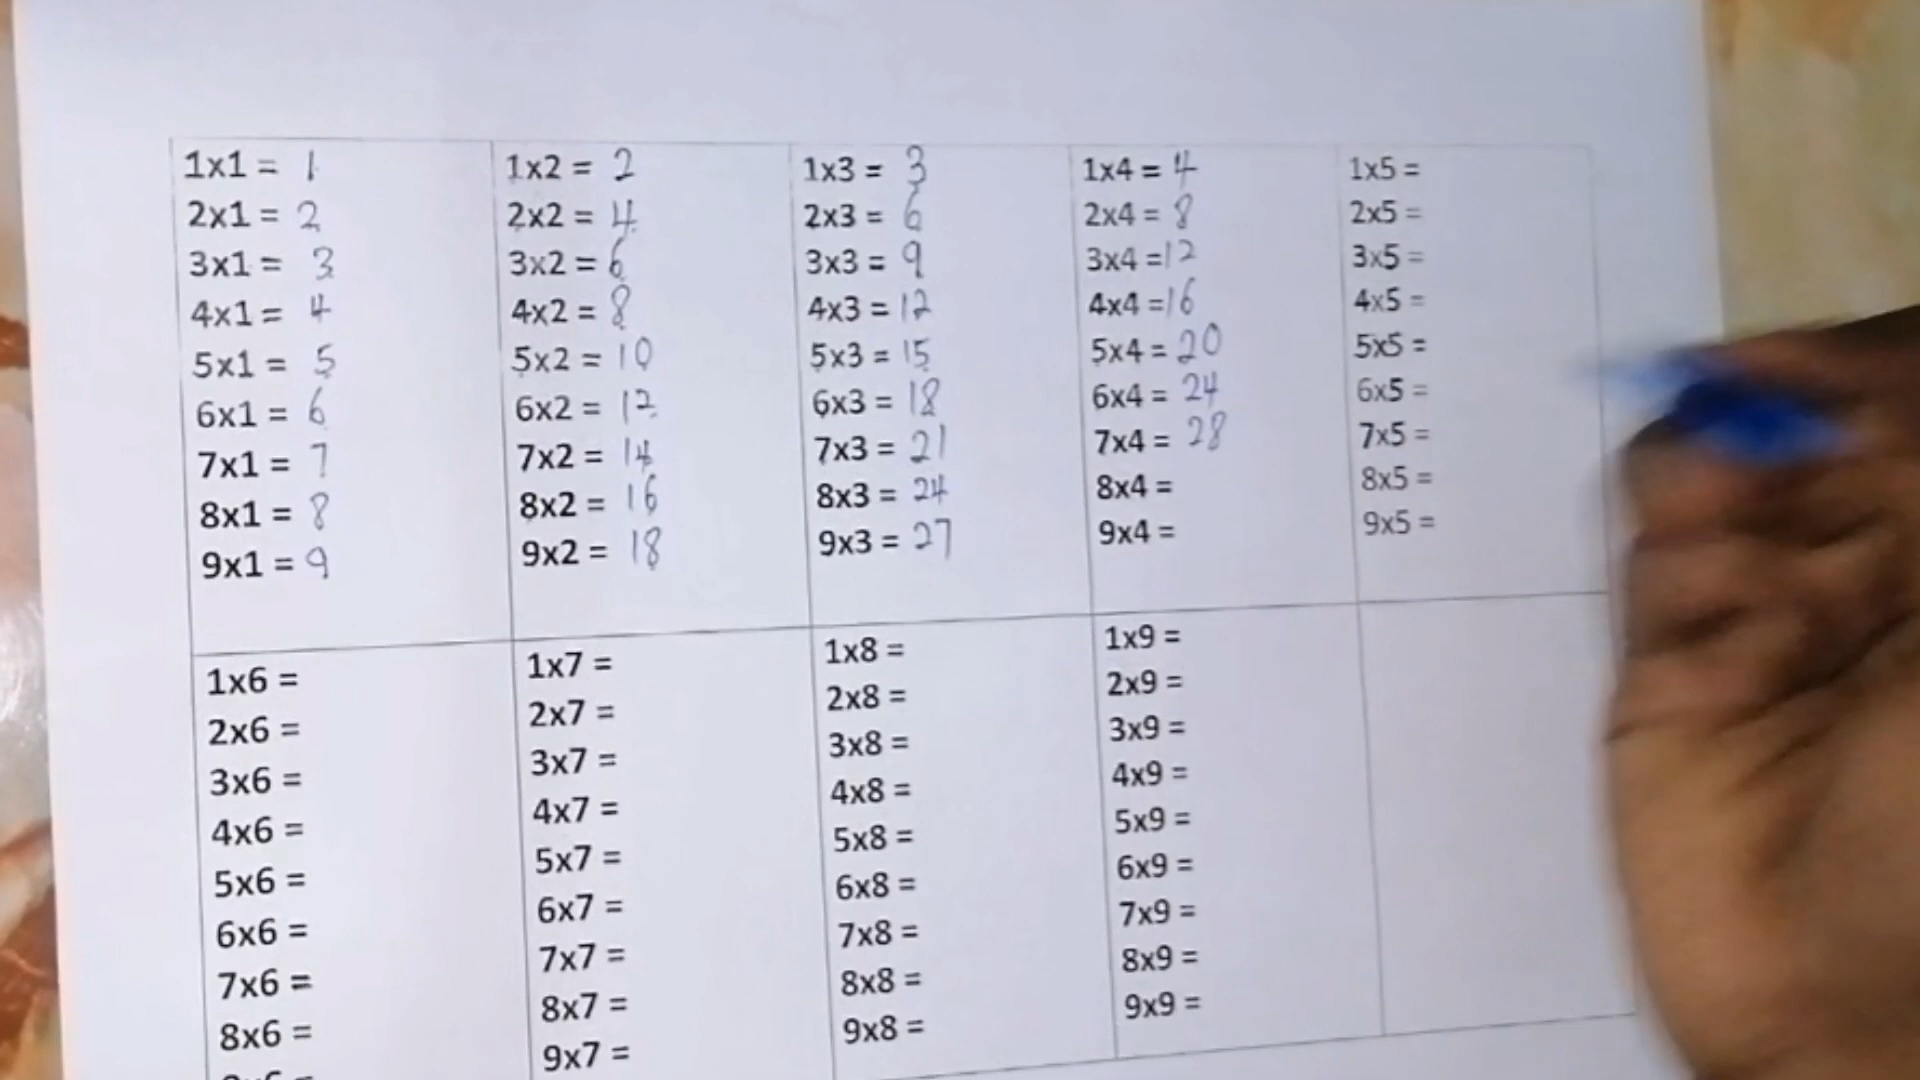 1x1 = 1
2x1 = 2
3x1 = 3
4x1 = 4
5x1 = 5
6x1 = 6
7x1 = 7
8x1 = 8
9x1 = 9
1x2 = 2
2x2 = 4
3x2 = 6
4x2 = 8
5x2 = 10
6x2 = 12
7x2 = 14
8x2 = 16
9x2 = 18
1x3 = 3
2x3 = 6
3x3 = 9
4x3 = 12
5x3 = 15
6x3 = 18
7x3 = 21
8x3 = 24
9x3 = 27
1x4 = 4
2x4 = 8
3x4 =12
4x4 =16
5x4 = 20
6x4 = 24
7x4 = 28
8x4 =
9x4 =
1x5 =
2x5 =
3x5 =
4x5 =
5x5 =
6x5 =
7x5 =
8x5 =
9x5 =
1x6 =
2x6 =
3x6 =
4x6 =
5x6 =
6x6 =
7x6 =
8x6 =
1x7 =
2x7 =
3x7 =
4x7 =
5x7 =
6x7 =
7x7 =
8x7 =
9x7 =
1x8 =
2x8 =
3x8 =
4x8 =
5x8 =
6x8 =
7x8 =
8x8 =
9x8 =
1x9 =
2x9 =
3x9 =
4x9 =
5x9 =
6x9 =
7x9 =
8x9 =
9x9 =